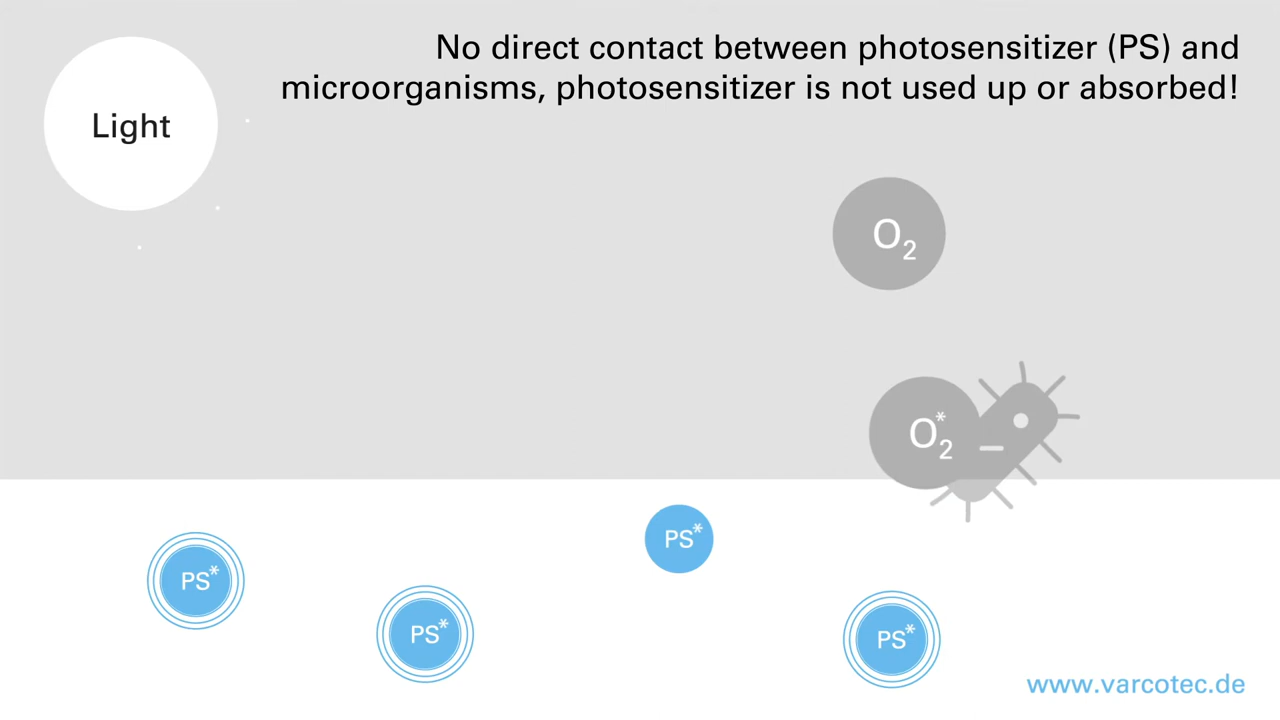 No direct contact between photosensitizer (PS) and
microorganisms, photosensitizer is not used up or absorbed!
Light
O2
O2*
PS*
PS*
PS*
PS*
www.varcotec.de